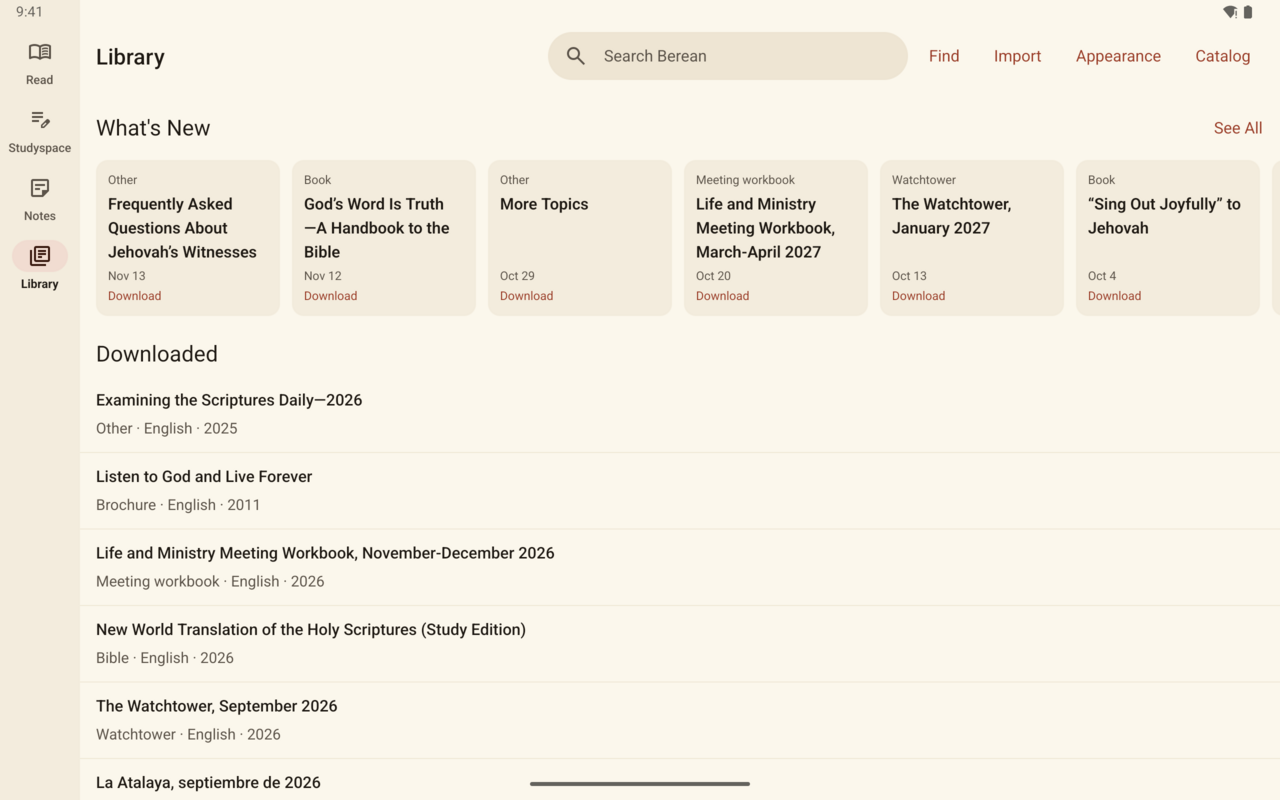 9:41
Read
Studyspace
Notes
Library
Library
Search Berean
Find
Import
Appearance
Catalog
What's New
See All
Other
Frequently Asked
Questions About
Jehovah’s Witnesses
Nov 13
Download
Book
God’s Word Is Truth
—A Handbook to the
Bible
Nov 12
Download
Other
More Topics
Oct 29
Download
Meeting workbook
Life and Ministry
Meeting Workbook,
March-April 2027
Oct 20
Download
Watchtower
The Watchtower,
January 2027
Oct 13
Download
Book
“Sing Out Joyfully” to
Jehovah
Oct 4
Download
Downloaded
Examining the Scriptures Daily—2026
Other · English · 2025
Listen to God and Live Forever
Brochure · English · 2011
Life and Ministry Meeting Workbook, November-December 2026
Meeting workbook · English · 2026
New World Translation of the Holy Scriptures (Study Edition)
Bible · English · 2026
The Watchtower, September 2026
Watchtower · English · 2026
La Atalaya, septiembre de 2026